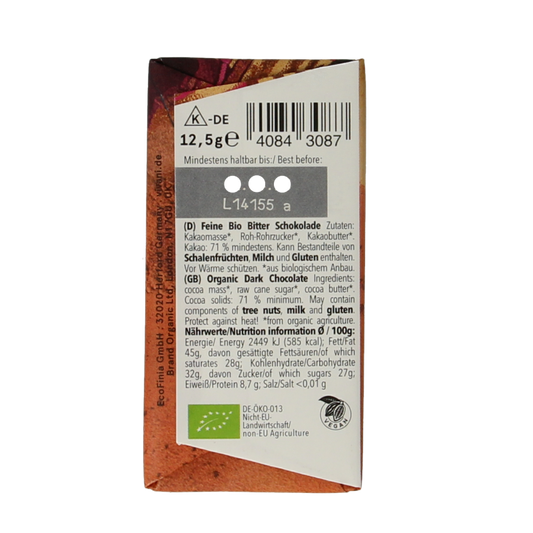 K -DE
12,5g e
4084 3087
Mindestens haltbar bis:/ Best before:
L14155 a
(D) Feine Bio Bitter Schokolade Zutaten:
Kakaomasse*, Roh-Rohrzucker*, Kakaobutter*.
Kakao: 71 % mindestens. Kann Bestandteile von
Schalenfrüchten, Milch und Gluten enthalten.
Vor Wärme schützen. *aus biologischem Anbau.
(GB) Organic Dark Chocolate Ingredients:
cocoa mass*, raw cane sugar*, cocoa butter*.
Cocoa solids: 71 % minimum. May contain
components of tree nuts, milk and gluten.
Protect against heat! *from organic agriculture.
Nährwerte/Nutrition information Ø / 100g:
Energie/ Energy 2449 kJ (585 kcal); Fett/Fat
45g, davon gesättigte Fettsäuren/of which
saturates 28g; Kohlenhydrate/Carbohydrate
32g, davon Zucker/of which sugars 27g;
Eiweiß/Protein 8,7 g; Salz/Salt <0,01 g
DE-ÖKO-013
Nicht-EU-
Landwirtschaft/
non-EU Agriculture
VEGAN
EcoFinia GmbH · 32020 Herford Germany · vivani.de
Brand Organic Ltd, London,